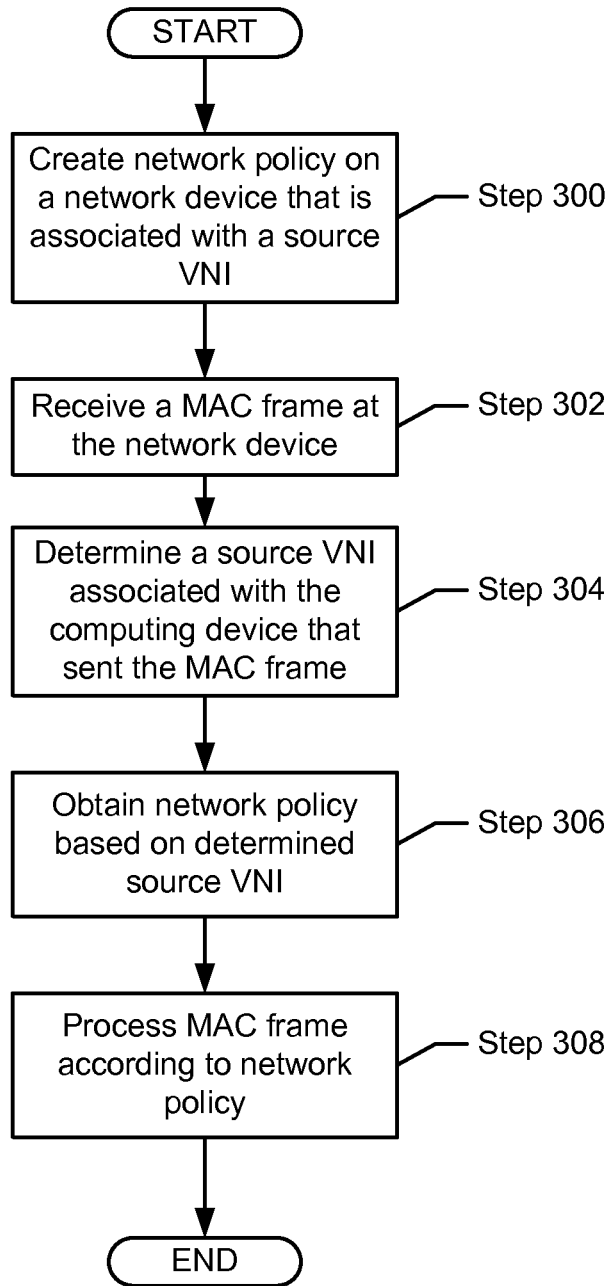 START
Create network policy on
a network device that is
associated with a source
VNI
Step 300
Receive a MAC frame at
the network device
Step 302
Determine a source VNI
associated with the
computing device that
sent the MAC frame
Step 304
Obtain network policy
based on determined
source VNI
Step 306
Process MAC frame
according to network
policy
Step 308
END